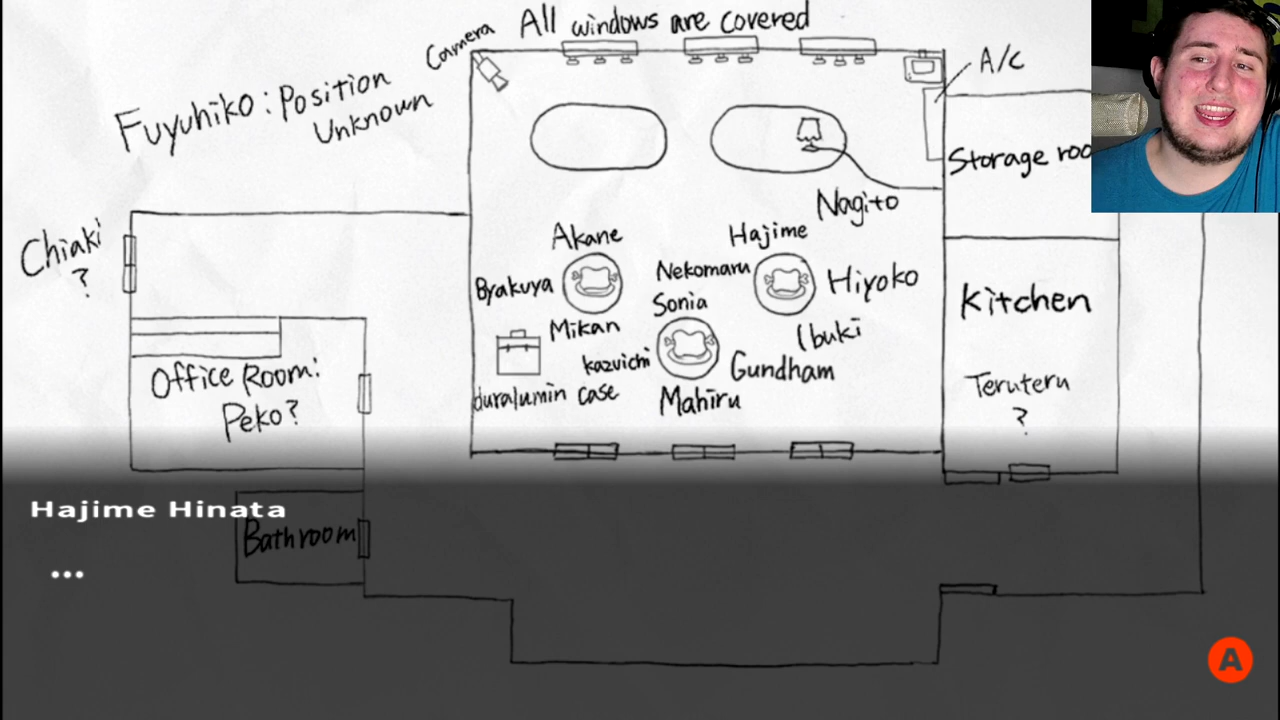 All windows are covered
Camera
A/C
Fuyuhiko: Position
Unknown
Storage roo
Nagito
Chiaki
?
Akane
Hajime
Byakuya
Nekomaru
Hiyoko
Sonia
Kitchen
Mikan
Ibuki
kazuichi
Gundham
Teruteru
?
Office Room:
Peko?
duralumin case
Mahiru
Hajime Hinata
Bathroom
...
A